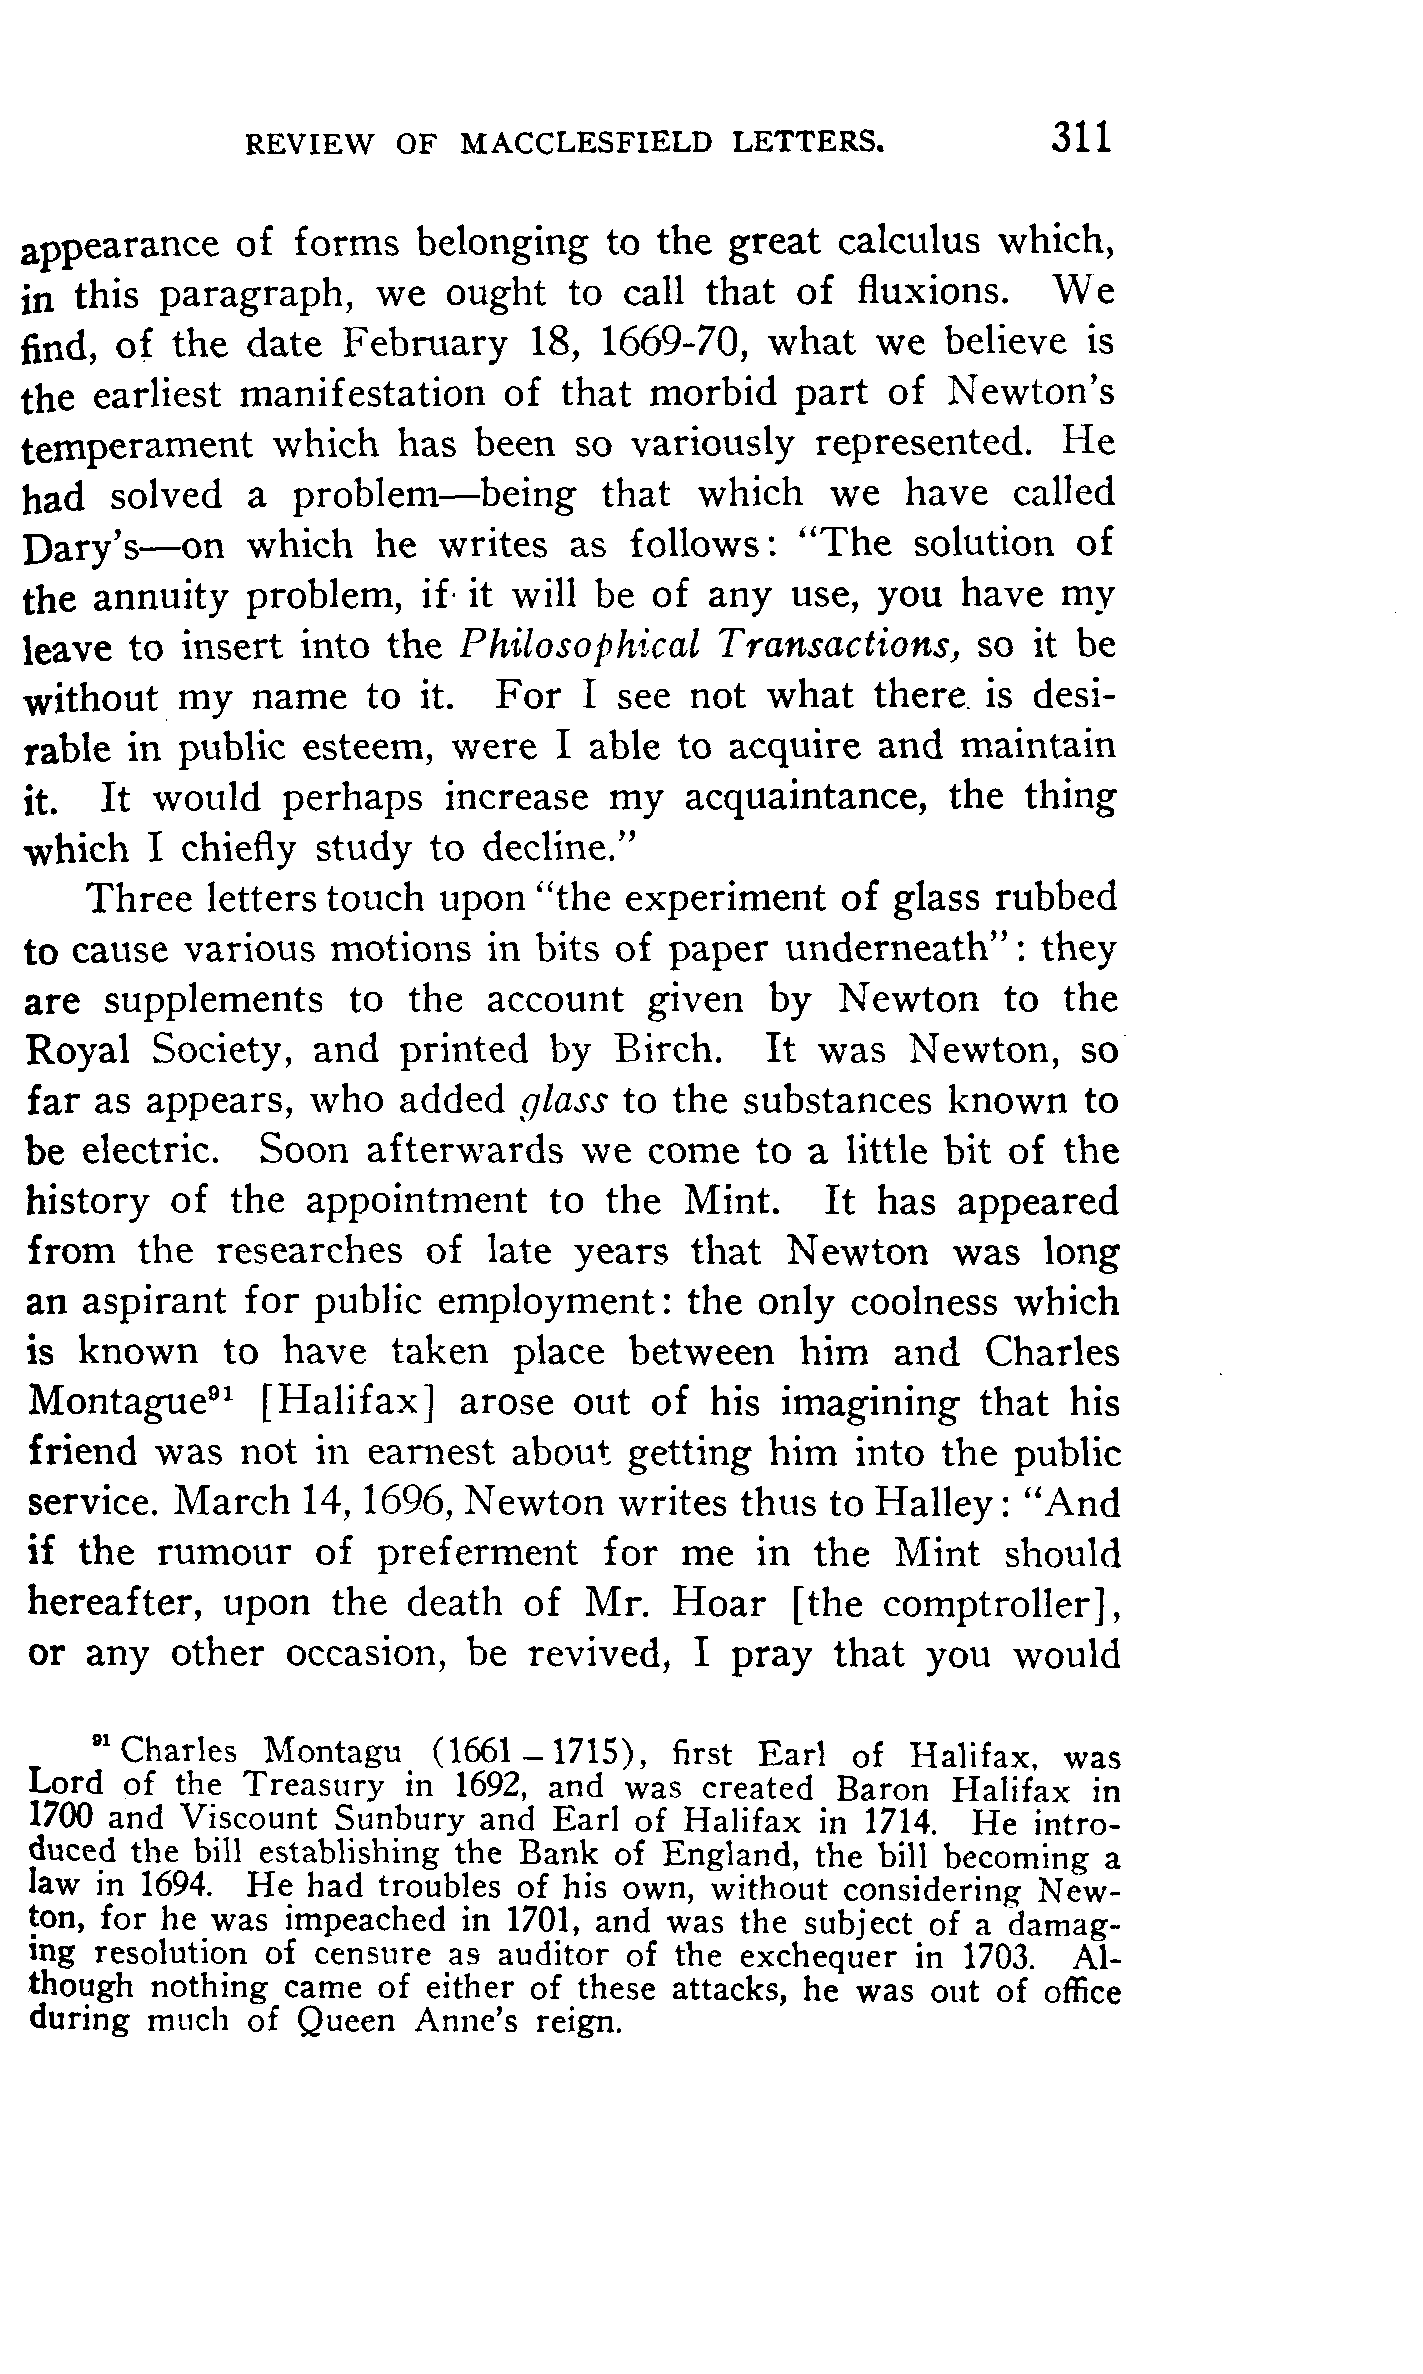 REVIEW OF MACCLESFIELD LETTERS. 311
appearance of forms belonging to the great calculus which,
in this paragraph, we ought to call that of fluxions. We
find, of the date February 18, 1669-70, what we believe is
the earliest manifestation of that morbid part of Newton's
temperament which has been so variously represented. He
had solved a problem—being that which we have called
Dary's—on which he writes as follows: "The solution of
the annuity problem, if it will be of any use, you have my
leave to insert into the Philosophical Transactions, so it be
without my name to it. For I see not what there is desi-
rable in public esteem, were I able to acquire and maintain
it. It would perhaps increase my acquaintance, the thing
which I chiefly study to decline."
Three letters touch upon "the experiment of glass rubbed
to cause various motions in bits of paper underneath": they
are supplements to the account given by Newton to the
Royal Society, and printed by Birch. It was Newton, so
far as appears, who added glass to the substances known to
be electric. Soon afterwards we come to a little bit of the
history of the appointment to the Mint. It has appeared
from the researches of late years that Newton was long
an aspirant for public employment: the only coolness which
is known to have taken place between him and Charles
Montague⁹¹ [Halifax] arose out of his imagining that his
friend was not in earnest about getting him into the public
service. March 14, 1696, Newton writes thus to Halley: "And
if the rumour of preferment for me in the Mint should
hereafter, upon the death of Mr. Hoar [the comptroller],
or any other occasion, be revived, I pray that you would
⁹¹ Charles Montagu (1661–1715), first Earl of Halifax, was
Lord of the Treasury in 1692, and was created Baron Halifax in
1700 and Viscount Sunbury and Earl of Halifax in 1714. He intro-
duced the bill establishing the Bank of England, the bill becoming a
law in 1694. He had troubles of his own, without considering New-
ton, for he was impeached in 1701, and was the subject of a damag-
ing resolution of censure as auditor of the exchequer in 1703. Al-
though nothing came of either of these attacks, he was out of office
during much of Queen Anne's reign.